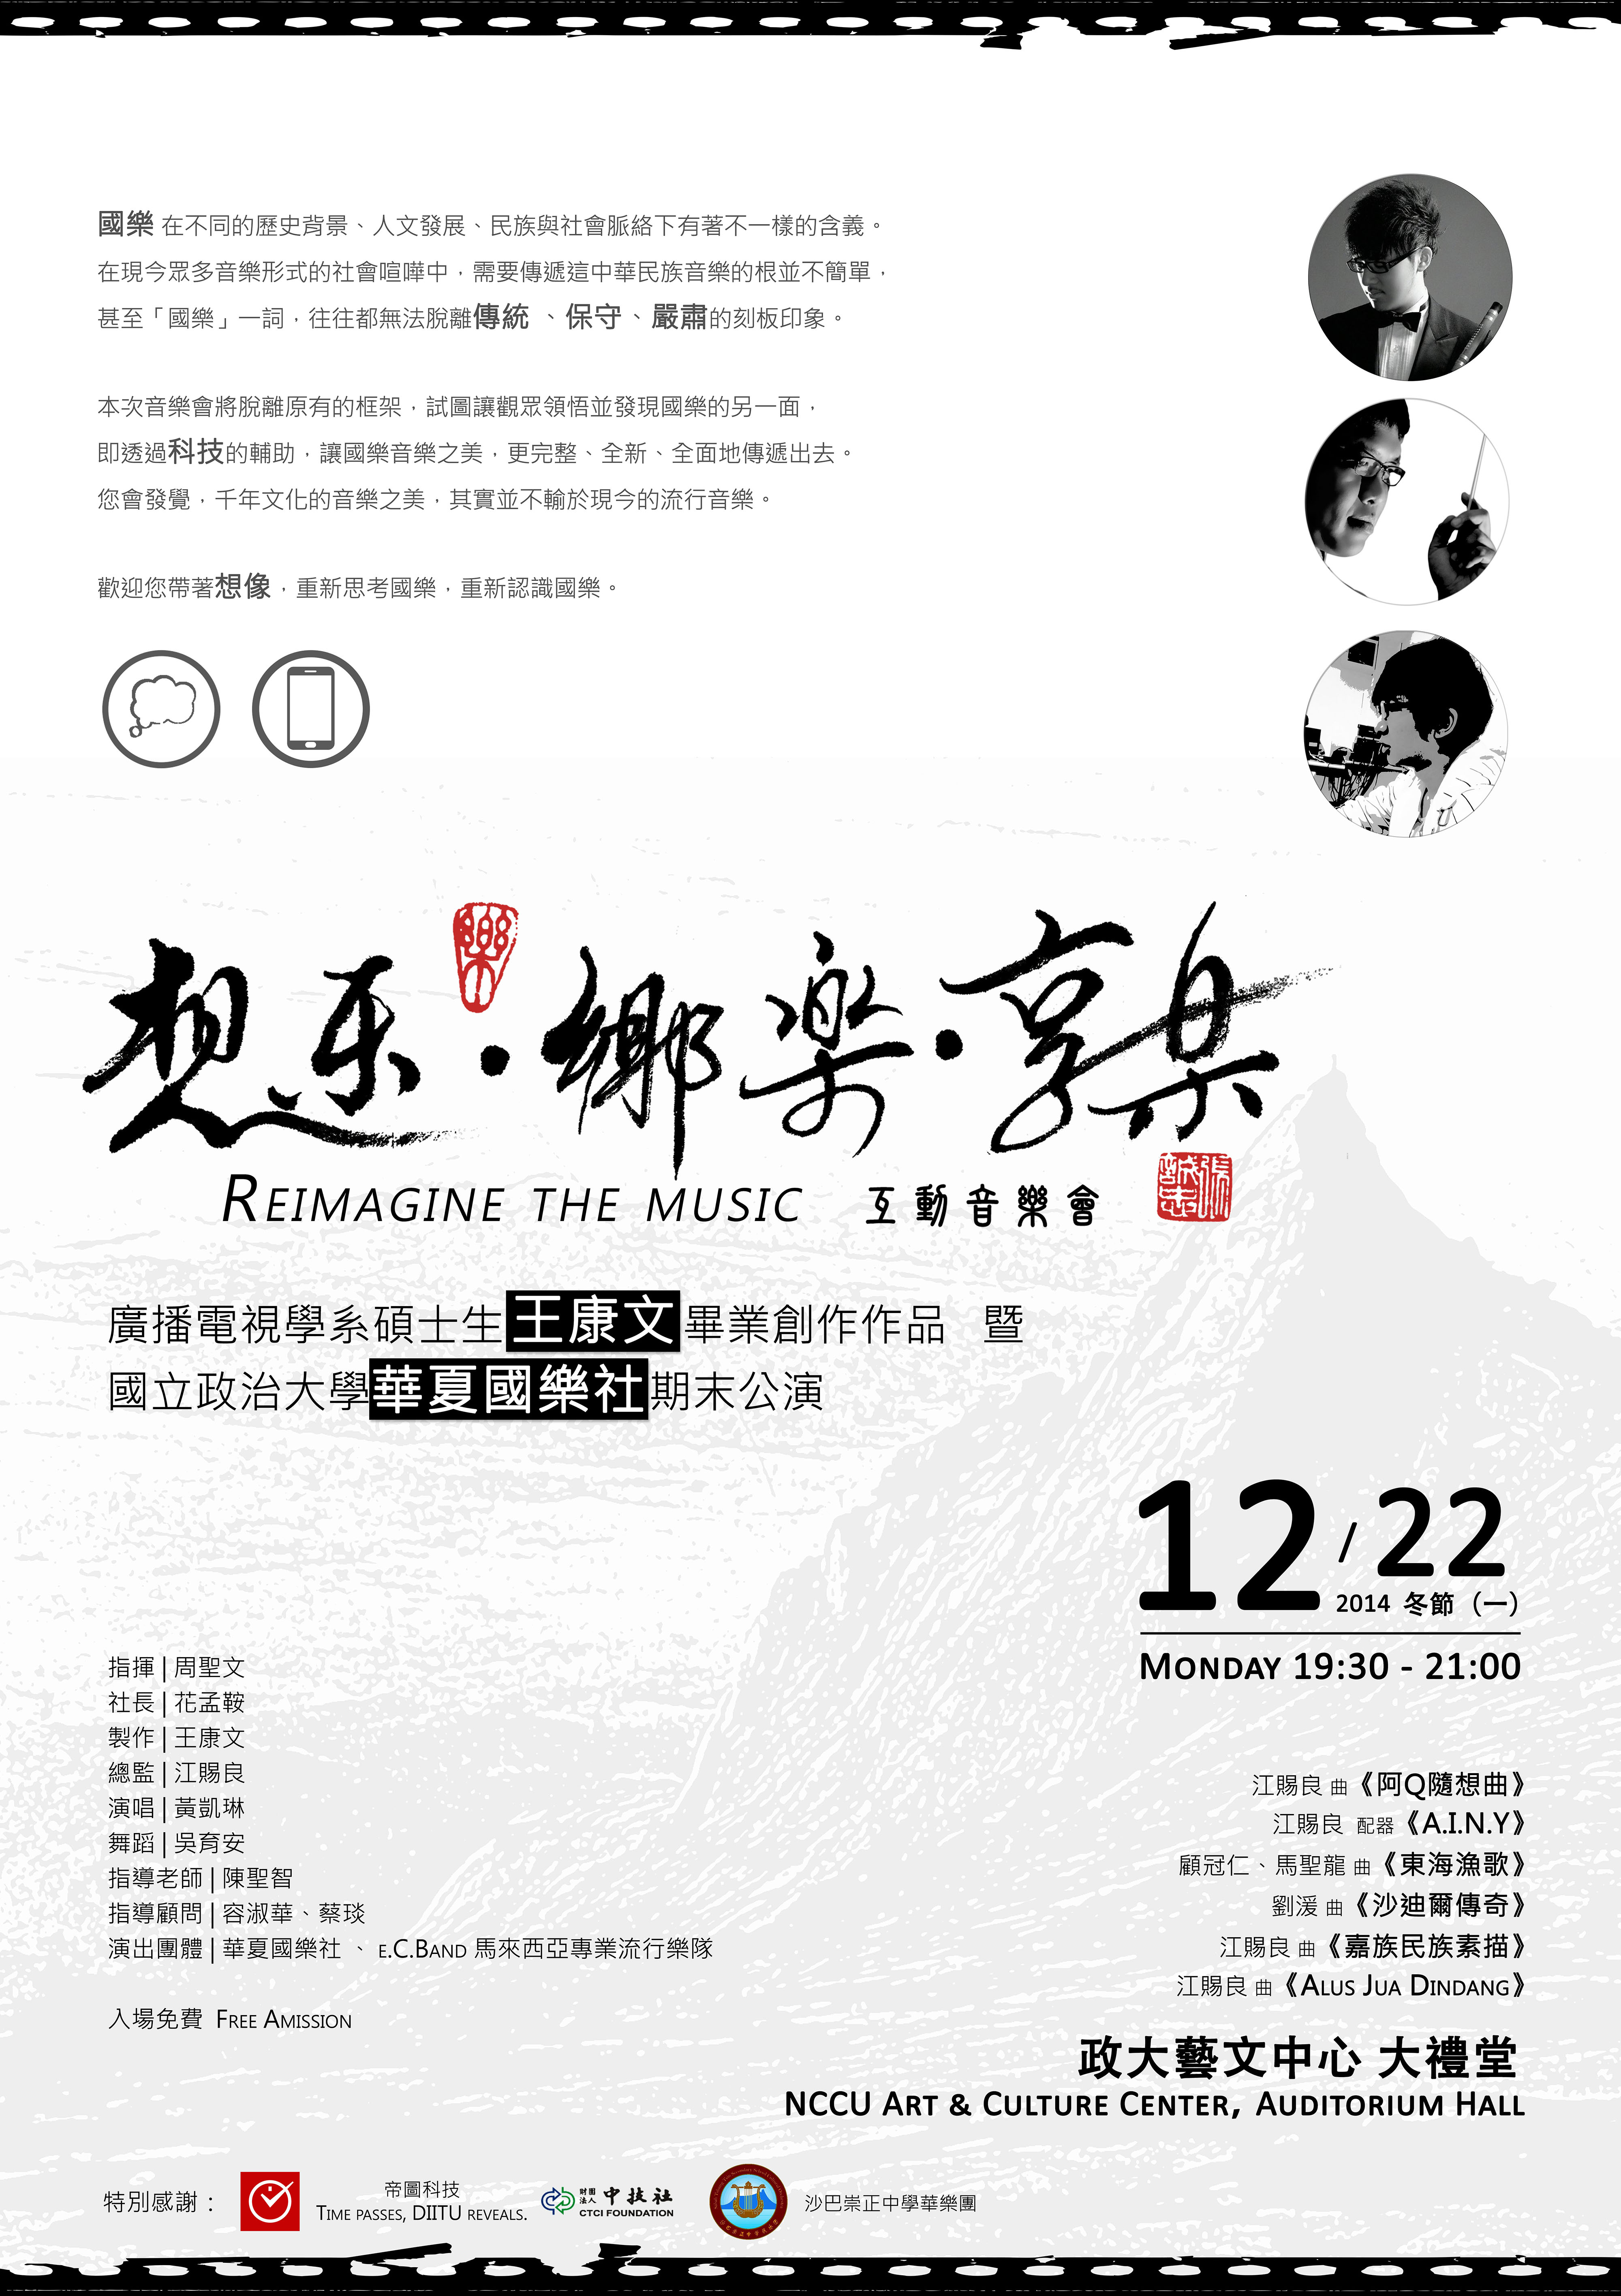 國樂 在不同的歷史背景、人文發展、民族與社會脈絡下有著不一樣的含義。
在現今眾多音樂形式的社會喧嘩中，需要傳遞這中華民族音樂的根並不簡單，
甚至「國樂」一詞，往往都無法脫離傳統 、保守、嚴肅的刻板印象。
本次音樂會將脫離原有的框架，試圖讓觀眾領悟並發現國樂的另一面，
即透過科技的輔助，讓國樂音樂之美，更完整、全新、全面地傳遞出去。
您會發覺，千年文化的音樂之美，其實並不輸於現今的流行音樂。
歡迎您帶著想像，重新思考國樂，重新認識國樂。
樂
想乐·嚮楽·享樂
REIMAGINE THE MUSIC 互動音樂會
廣播電視學系碩士生王康文畢業創作作品 暨
國立政治大學華夏國樂社期末公演
12/22
2014 冬節（一）
MONDAY 19:30 - 21:00
指揮|周聖文
社長|花孟鞍
製作|王康文
總監|江賜良
演唱|黃凱琳
舞蹈|吳育安
指導老師|陳聖智
指導顧問|容淑華、蔡琰
演出團體|華夏國樂社 、 E.C.BAND 馬來西亞專業流行樂隊
入場免費 FREE AMISSION
江賜良 曲《阿Q隨想曲》
江賜良 配器《A.I.N.Y》
顧冠仁、馬聖龍 曲《東海漁歌》
劉湲 曲《沙迪爾傳奇》
江賜良 曲《嘉族民族素描》
江賜良 曲《ALUS JUA DINDANG》
政大藝文中心 大禮堂
NCCU ART & CULTURE CENTER, AUDITORIUM HALL
特別感謝：
帝圖科技
TIME PASSES, DIITU REVEALS.
財團法人 中技社
CTCI FOUNDATION
沙巴崇正中學華樂團